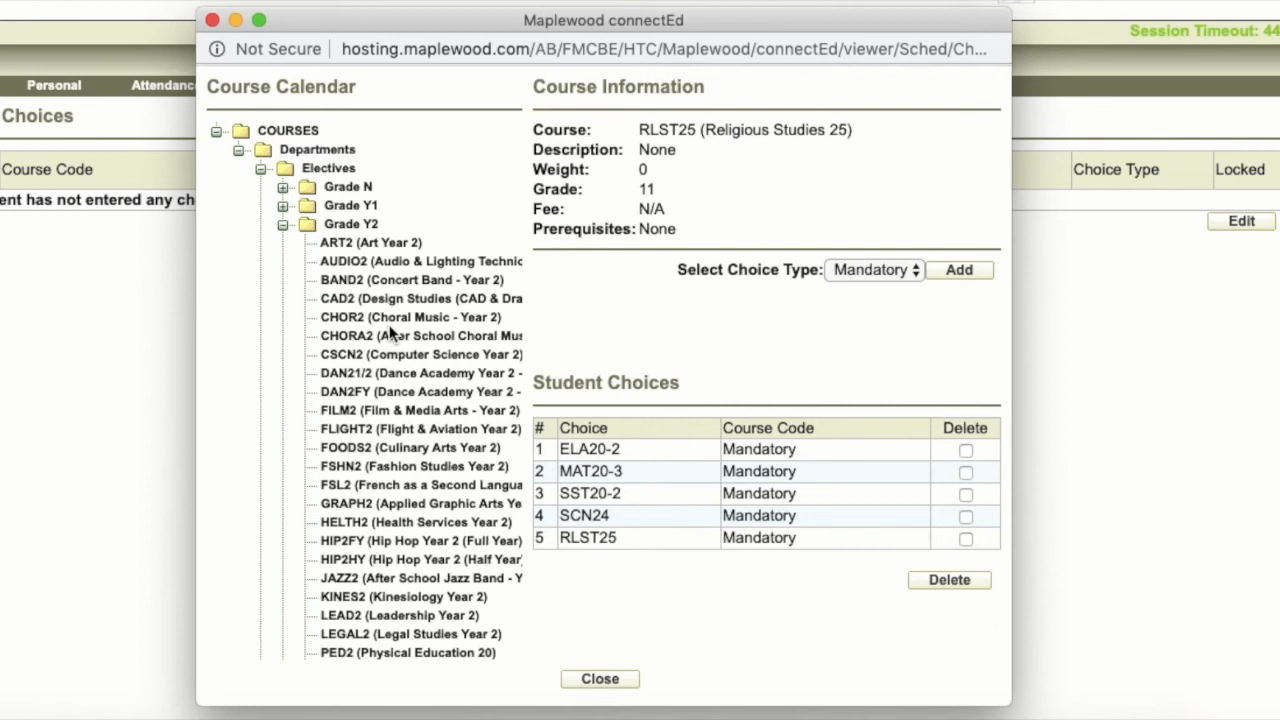 Maplewood connectEd
Not Secure hosting.maplewood.com/AB/FMCBE/HTC/Maplewood/connectEd/viewer/Sched/Ch...
Session Timeout: 44
Personal Attendanc
Choices
Course Code Choice Type Locked
ent has not entered any ch
Edit
Course Calendar
COURSES
Departments
Electives
Grade N
Grade Y1
Grade Y2
ART2 (Art Year 2)
AUDIO2 (Audio & Lighting Technic
BAND2 (Concert Band - Year 2)
CAD2 (Design Studies (CAD & Dra
CHOR2 (Choral Music - Year 2)
CHORA2 (After School Choral Mus
CSCN2 (Computer Science Year 2)
DAN21/2 (Dance Academy Year 2 -
DAN2FY (Dance Academy Year 2 -
FILM2 (Film & Media Arts - Year 2)
FLIGHT2 (Flight & Aviation Year 2)
FOODS2 (Culinary Arts Year 2)
FSHN2 (Fashion Studies Year 2)
FSL2 (French as a Second Langua
GRAPH2 (Applied Graphic Arts Ye
HELTH2 (Health Services Year 2)
HIP2FY (Hip Hop Year 2 (Full Year)
HIP2HY (Hip Hop Year 2 (Half Year
JAZZ2 (After School Jazz Band - Y
KINES2 (Kinesiology Year 2)
LEAD2 (Leadership Year 2)
LEGAL2 (Legal Studies Year 2)
PED2 (Physical Education 20)
Course Information
Course: RLST25 (Religious Studies 25)
Description: None
Weight: 0
Grade: 11
Fee: N/A
Prerequisites: None
Select Choice Type: Mandatory Add
Student Choices
# Choice Course Code Delete
1 ELA20-2 Mandatory
2 MAT20-3 Mandatory
3 SST20-2 Mandatory
4 SCN24 Mandatory
5 RLST25 Mandatory
Delete
Close